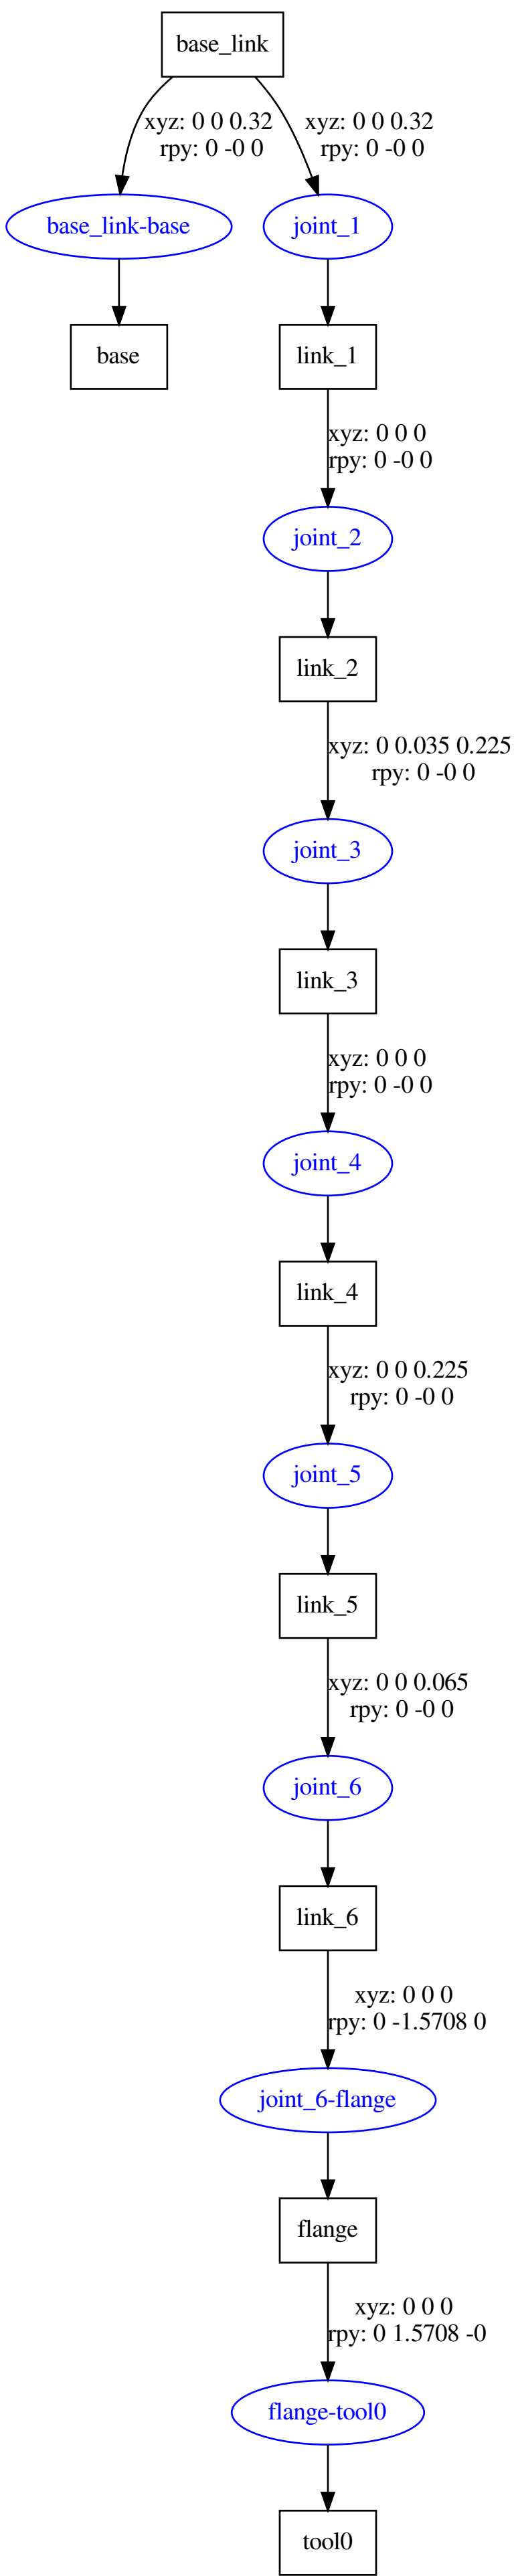 base_link
xyz: 0 0 0.32
rpy: 0 -0 0
xyz: 0 0 0.32
rpy: 0 -0 0
base_link-base
joint_1
base
link_1
xyz: 0 0 0
rpy: 0 -0 0
joint_2
link_2
xyz: 0 0.035 0.225
rpy: 0 -0 0
joint_3
link_3
xyz: 0 0 0
rpy: 0 -0 0
joint_4
link_4
xyz: 0 0 0.225
rpy: 0 -0 0
joint_5
link_5
xyz: 0 0 0.065
rpy: 0 -0 0
joint_6
link_6
xyz: 0 0 0
rpy: 0 -1.5708 0
joint_6-flange
flange
xyz: 0 0 0
rpy: 0 1.5708 -0
flange-tool0
tool0